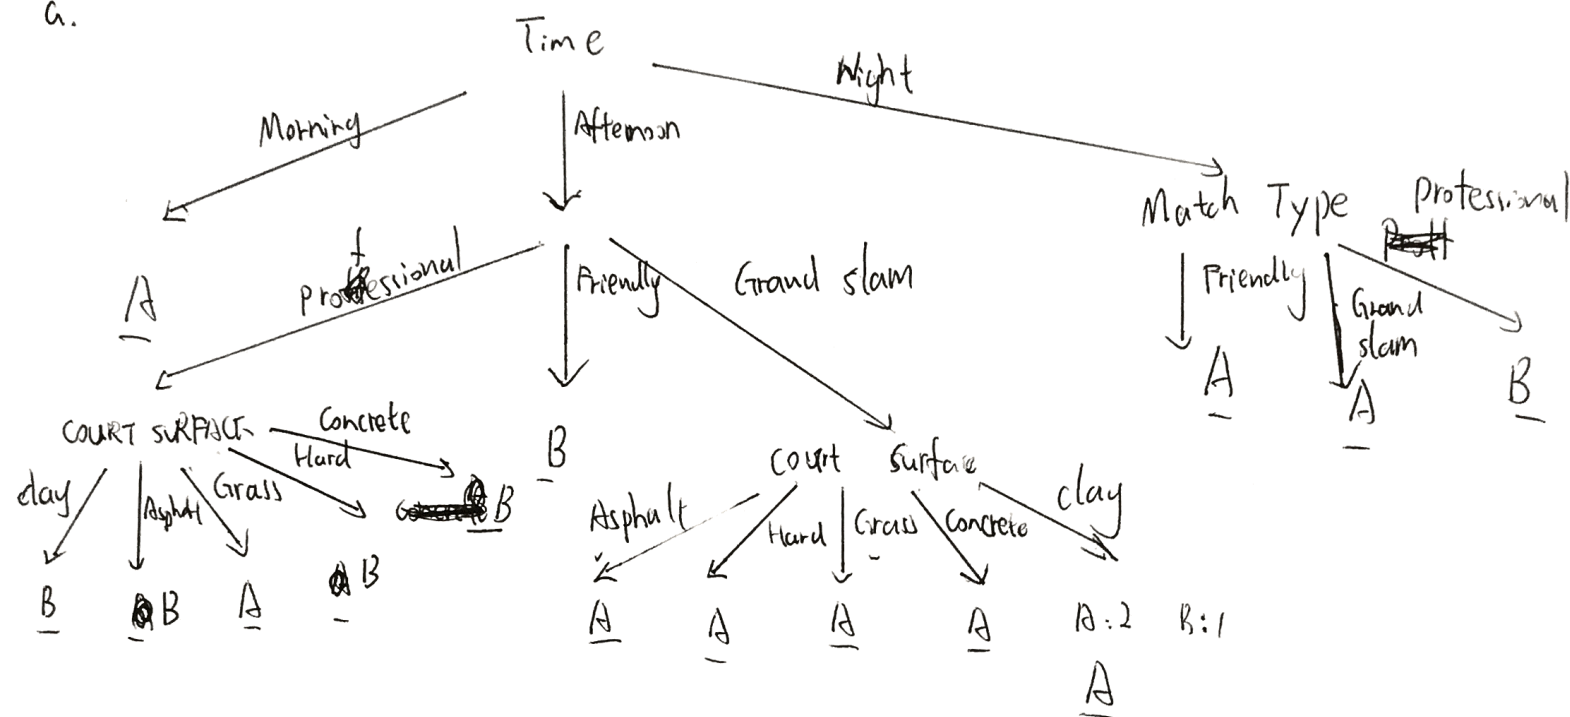 a.
Time
Night
Morning
Afternoon
Match Type
Professional
Professional
Friendly
Grand slam
Friendly
Grand
slam
A
A
A
B
COURT SURFACE
Concrete
Hard
B
Court Surface
clay
Asphalt
Grass
B
Asphalt
Hard
Grass
Concrete
clay
B
B
A
B
A
A
A
A
A:2 B:1
A